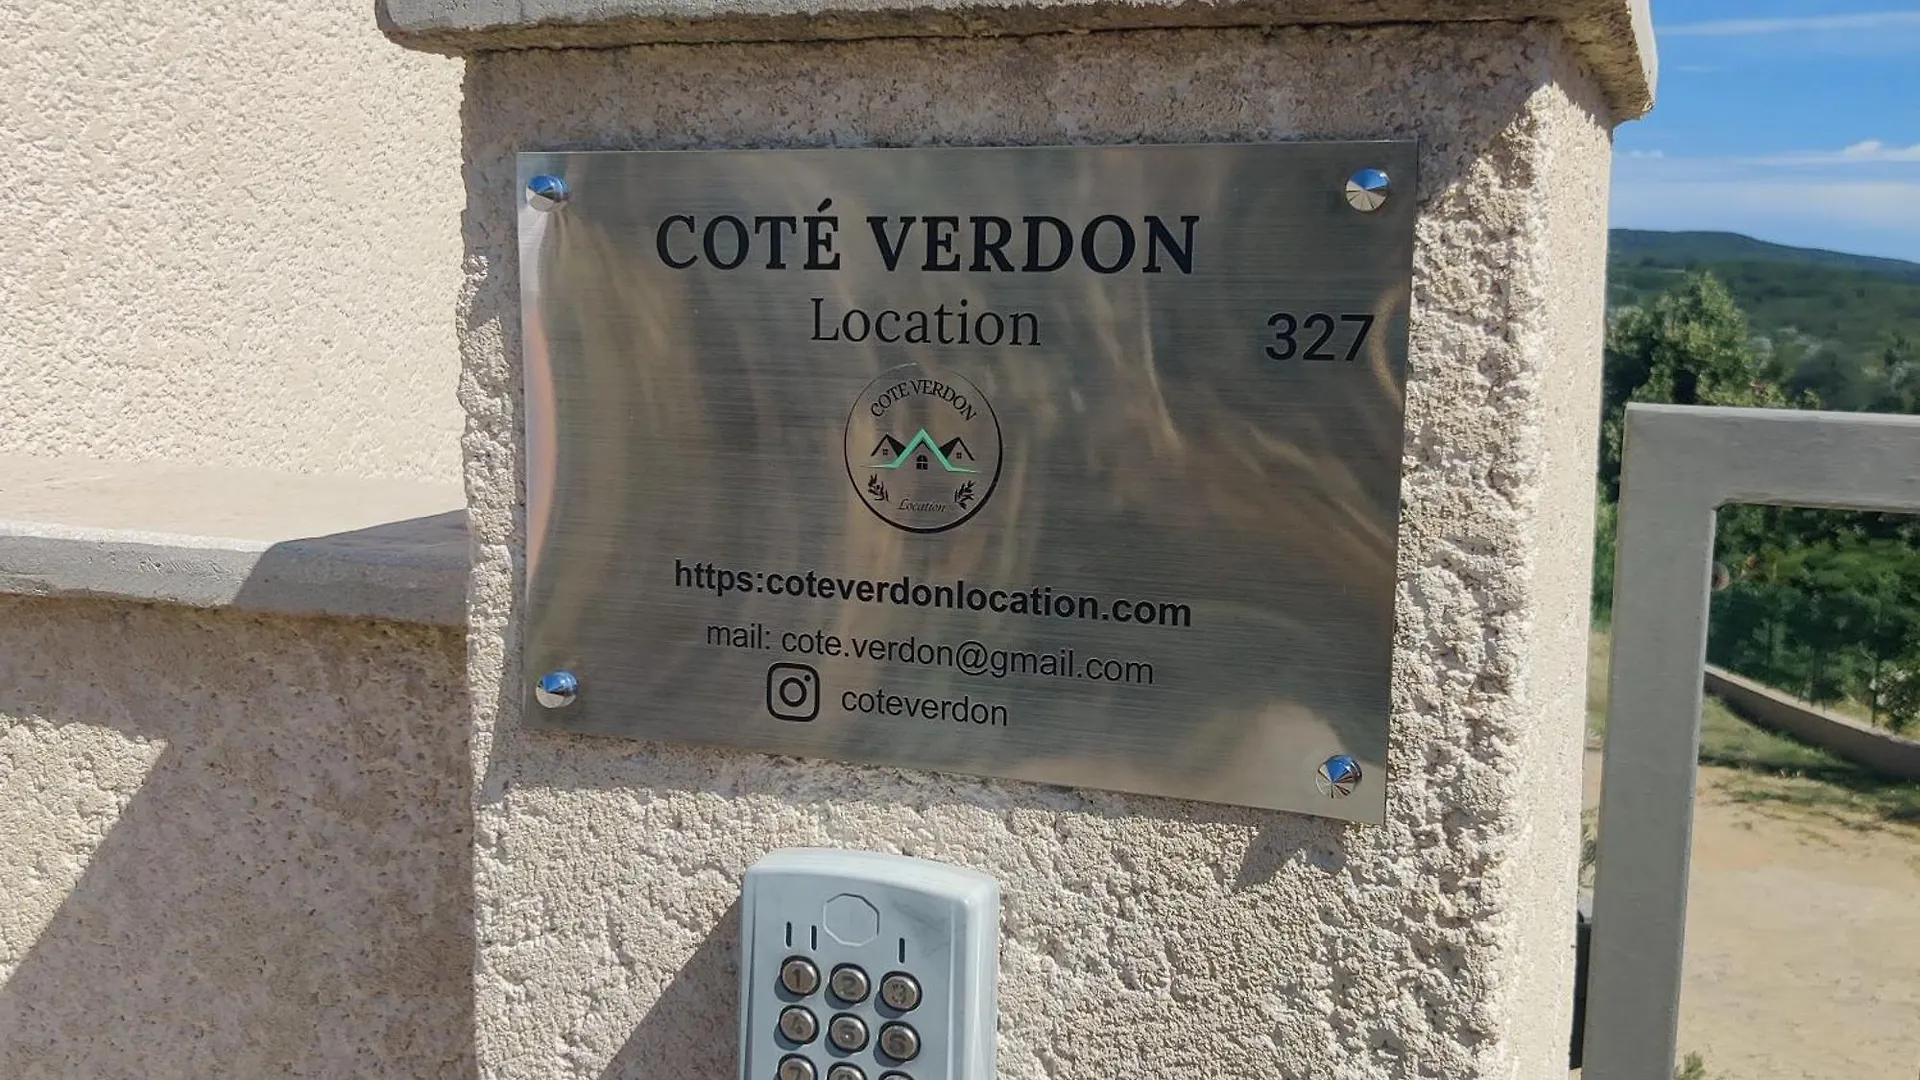 COTÉ VERDON
Location
327
COTE VERDON
Location
https:coteverdonlocation.com
mail: cote.verdon@gmail.com
coteverdon
1 2 3
4 5 6
7